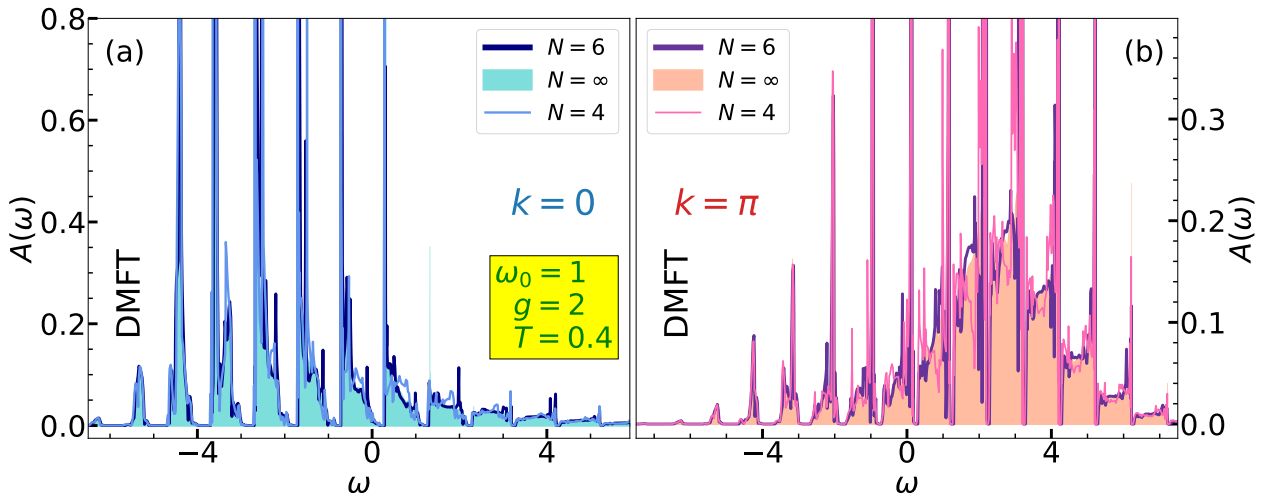 (a)
N = 6
N = ∞
N = 4
k = 0
ω₀ = 1
g = 2
T = 0.4
DMFT
A(ω)
0.8
0.6
0.4
0.2
0.0
−4
0
4
ω
(b)
N = 6
N = ∞
N = 4
k = π
DMFT
A(ω)
0.3
0.2
0.1
0.0
−4
0
4
ω